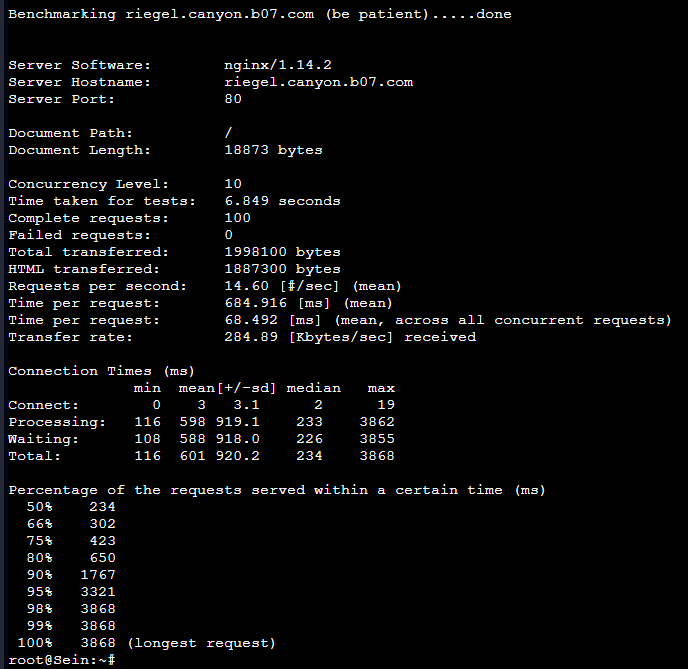 Benchmarking riegel.canyon.b07.com (be patient).....done
Server Software: nginx/1.14.2
Server Hostname: riegel.canyon.b07.com
Server Port: 80
Document Path: /
Document Length: 18873 bytes
Concurrency Level: 10
Time taken for tests: 6.849 seconds
Complete requests: 100
Failed requests: 0
Total transferred: 1998100 bytes
HTML transferred: 1887300 bytes
Requests per second: 14.60 [#/sec] (mean)
Time per request: 684.916 [ms] (mean)
Time per request: 68.492 [ms] (mean, across all concurrent requests)
Transfer rate: 284.89 [Kbytes/sec] received
Connection Times (ms)
min mean[+/-sd] median max
Connect: 0 3 3.1 2 19
Processing: 116 598 919.1 233 3862
Waiting: 108 588 918.0 226 3855
Total: 116 601 920.2 234 3868
Percentage of the requests served within a certain time (ms)
50% 234
66% 302
75% 423
80% 650
90% 1767
95% 3321
98% 3868
99% 3868
100% 3868 (longest request)
root@Sein:~#